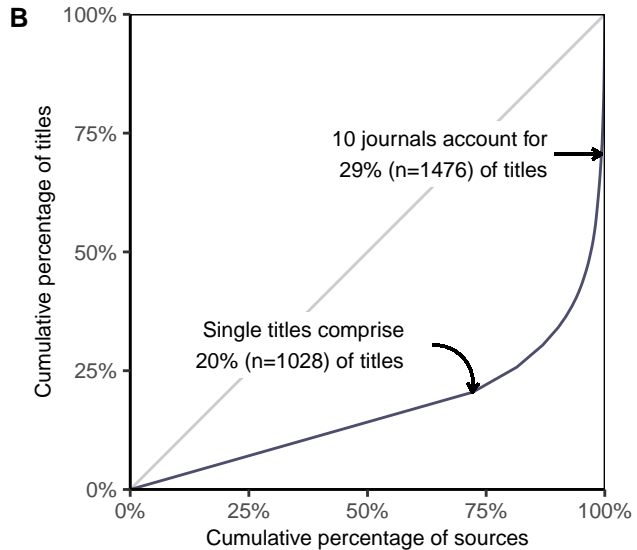 B
100%
75%
50%
25%
0%
Cumulative percentage of titles
10 journals account for
29% (n=1476) of titles
Single titles comprise
20% (n=1028) of titles
0%
25%
50%
75%
100%
Cumulative percentage of sources